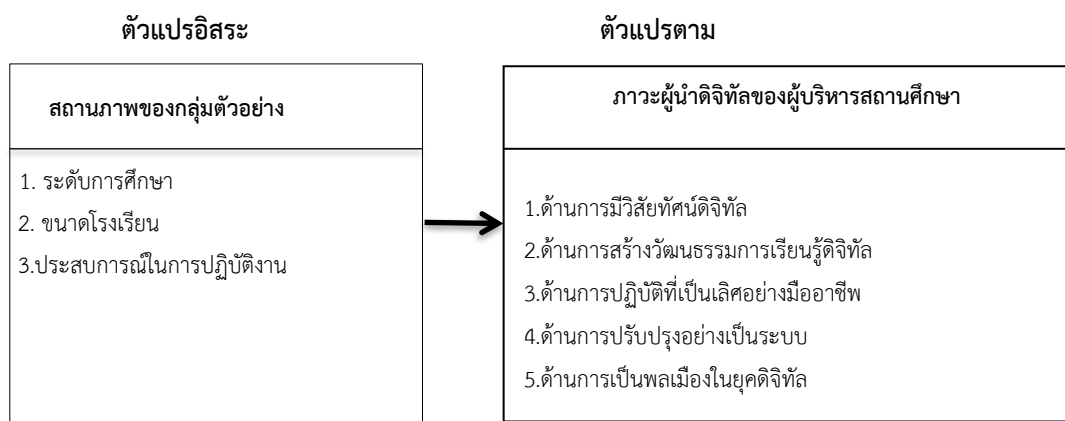 ตัวแปรอิสระ
ตัวแปรตาม
สถานภาพของกลุ่มตัวอย่าง
1. ระดับการศึกษา
2. ขนาดโรงเรียน
3.ประสบการณ์ในการปฏิบัติงาน
ภาวะผู้นำดิจิทัลของผู้บริหารสถานศึกษา
1.ด้านการมีวิสัยทัศน์ดิจิทัล
2.ด้านการสร้างวัฒนธรรมการเรียนรู้ดิจิทัล
3.ด้านการปฏิบัติที่เป็นเลิศอย่างมืออาชีพ
4.ด้านการปรับปรุงอย่างเป็นระบบ
5.ด้านการเป็นพลเมืองในยุคดิจิทัล